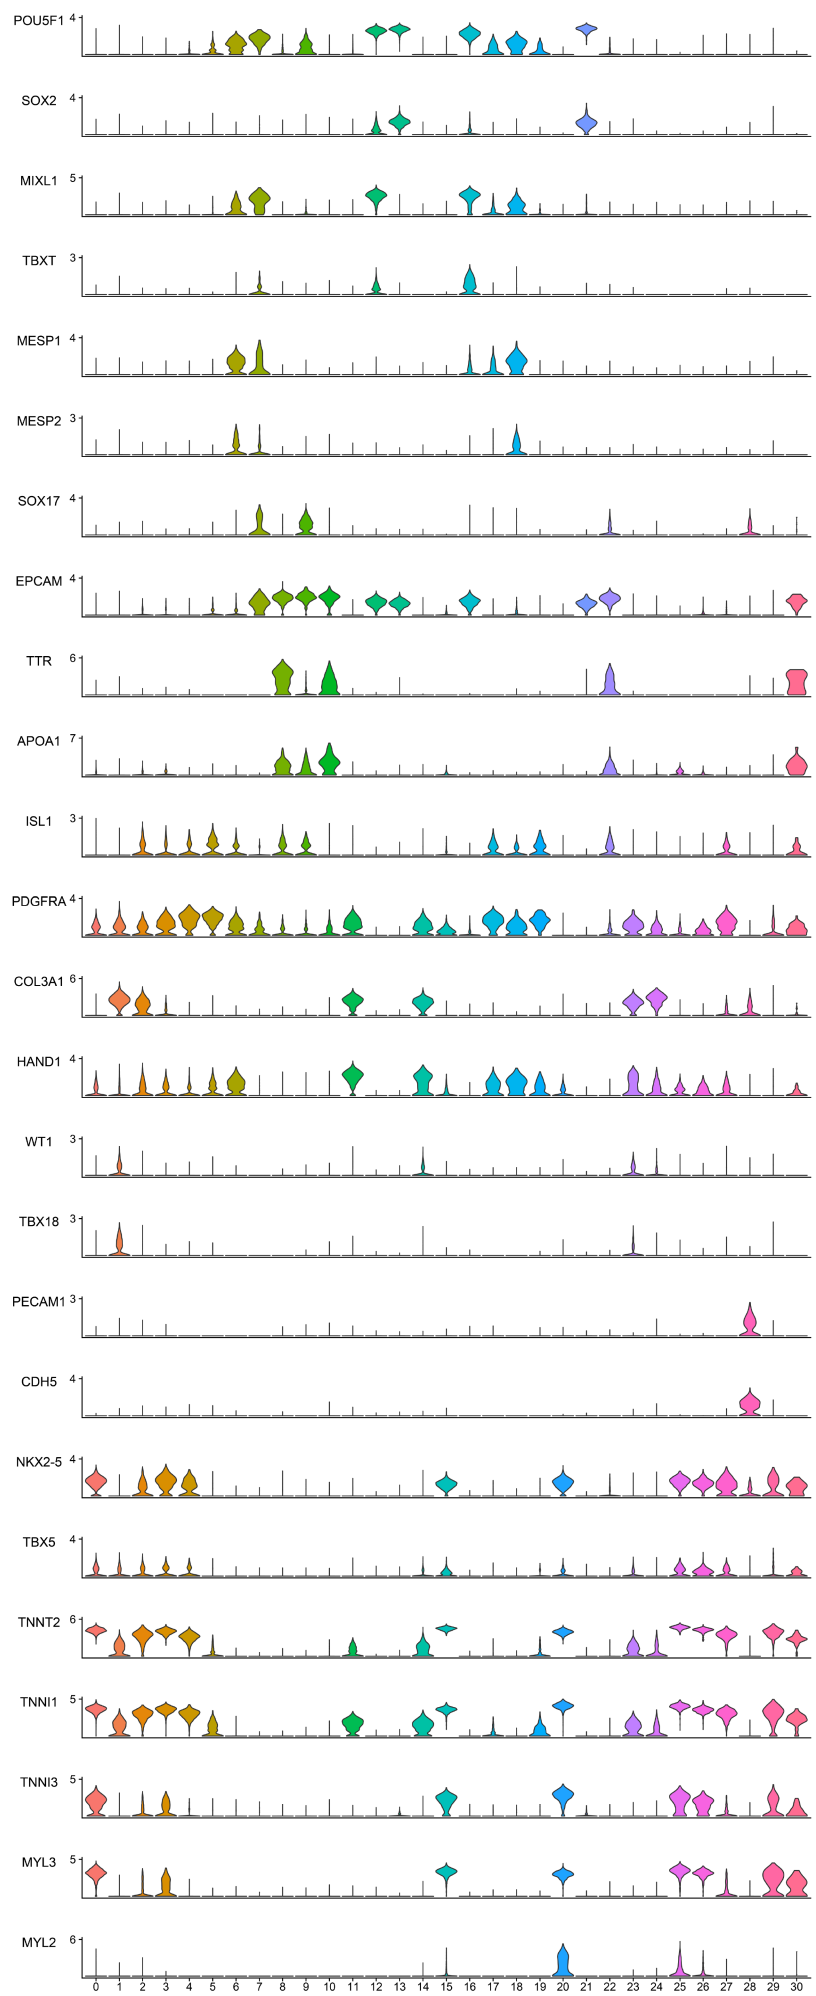 POU5F1 4
SOX2 4
MIXL1 5
TBXT 3
MESP1 4
MESP2 3
SOX17 4
EPCAM 4
TTR 6
APOA1 7
ISL1 3
PDGFRA 4
COL3A1 6
HAND1 4
WT1 3
TBX18 3
PECAM1 3
CDH5 4
NKX2-5 4
TBX5 4
TNNT2 6
TNNI1 5
TNNI3 5
MYL3 5
MYL2 6
0 1 2 3 4 5 6 7 8 9 10 11 12 13 14 15 16 17 18 19 20 21 22 23 24 25 26 27 28 29 30